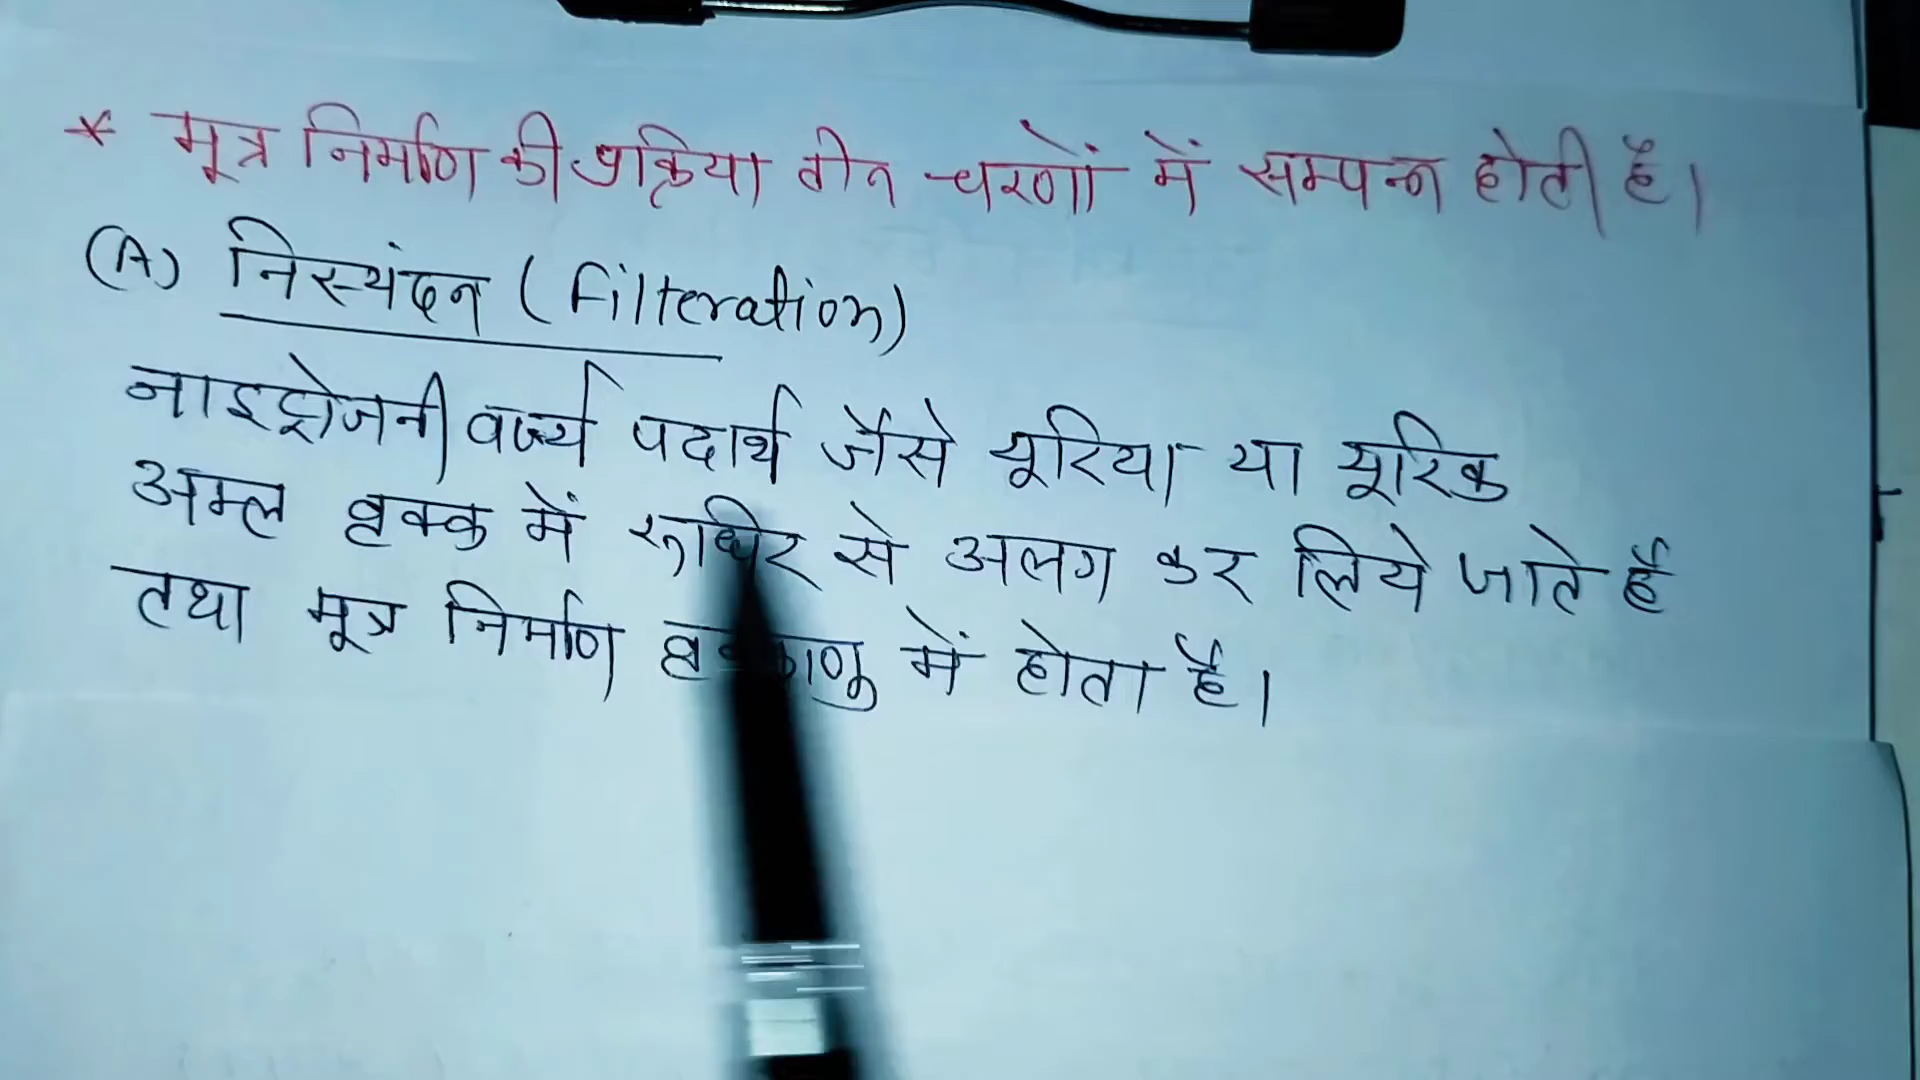 * मूत्र निर्माण की प्रक्रिया तीन चरणों में सम्पन्न होती है।
(A) निस्यंदन (Filteration)
नाइट्रोजनी वर्ज्य पदार्थ जैसे यूरिया या यूरिक
अम्ल वृक्क में रूधिर से अलग कर लिये जाते हैं
तथा मूत्र निर्माण वृक्काणु में होता है।